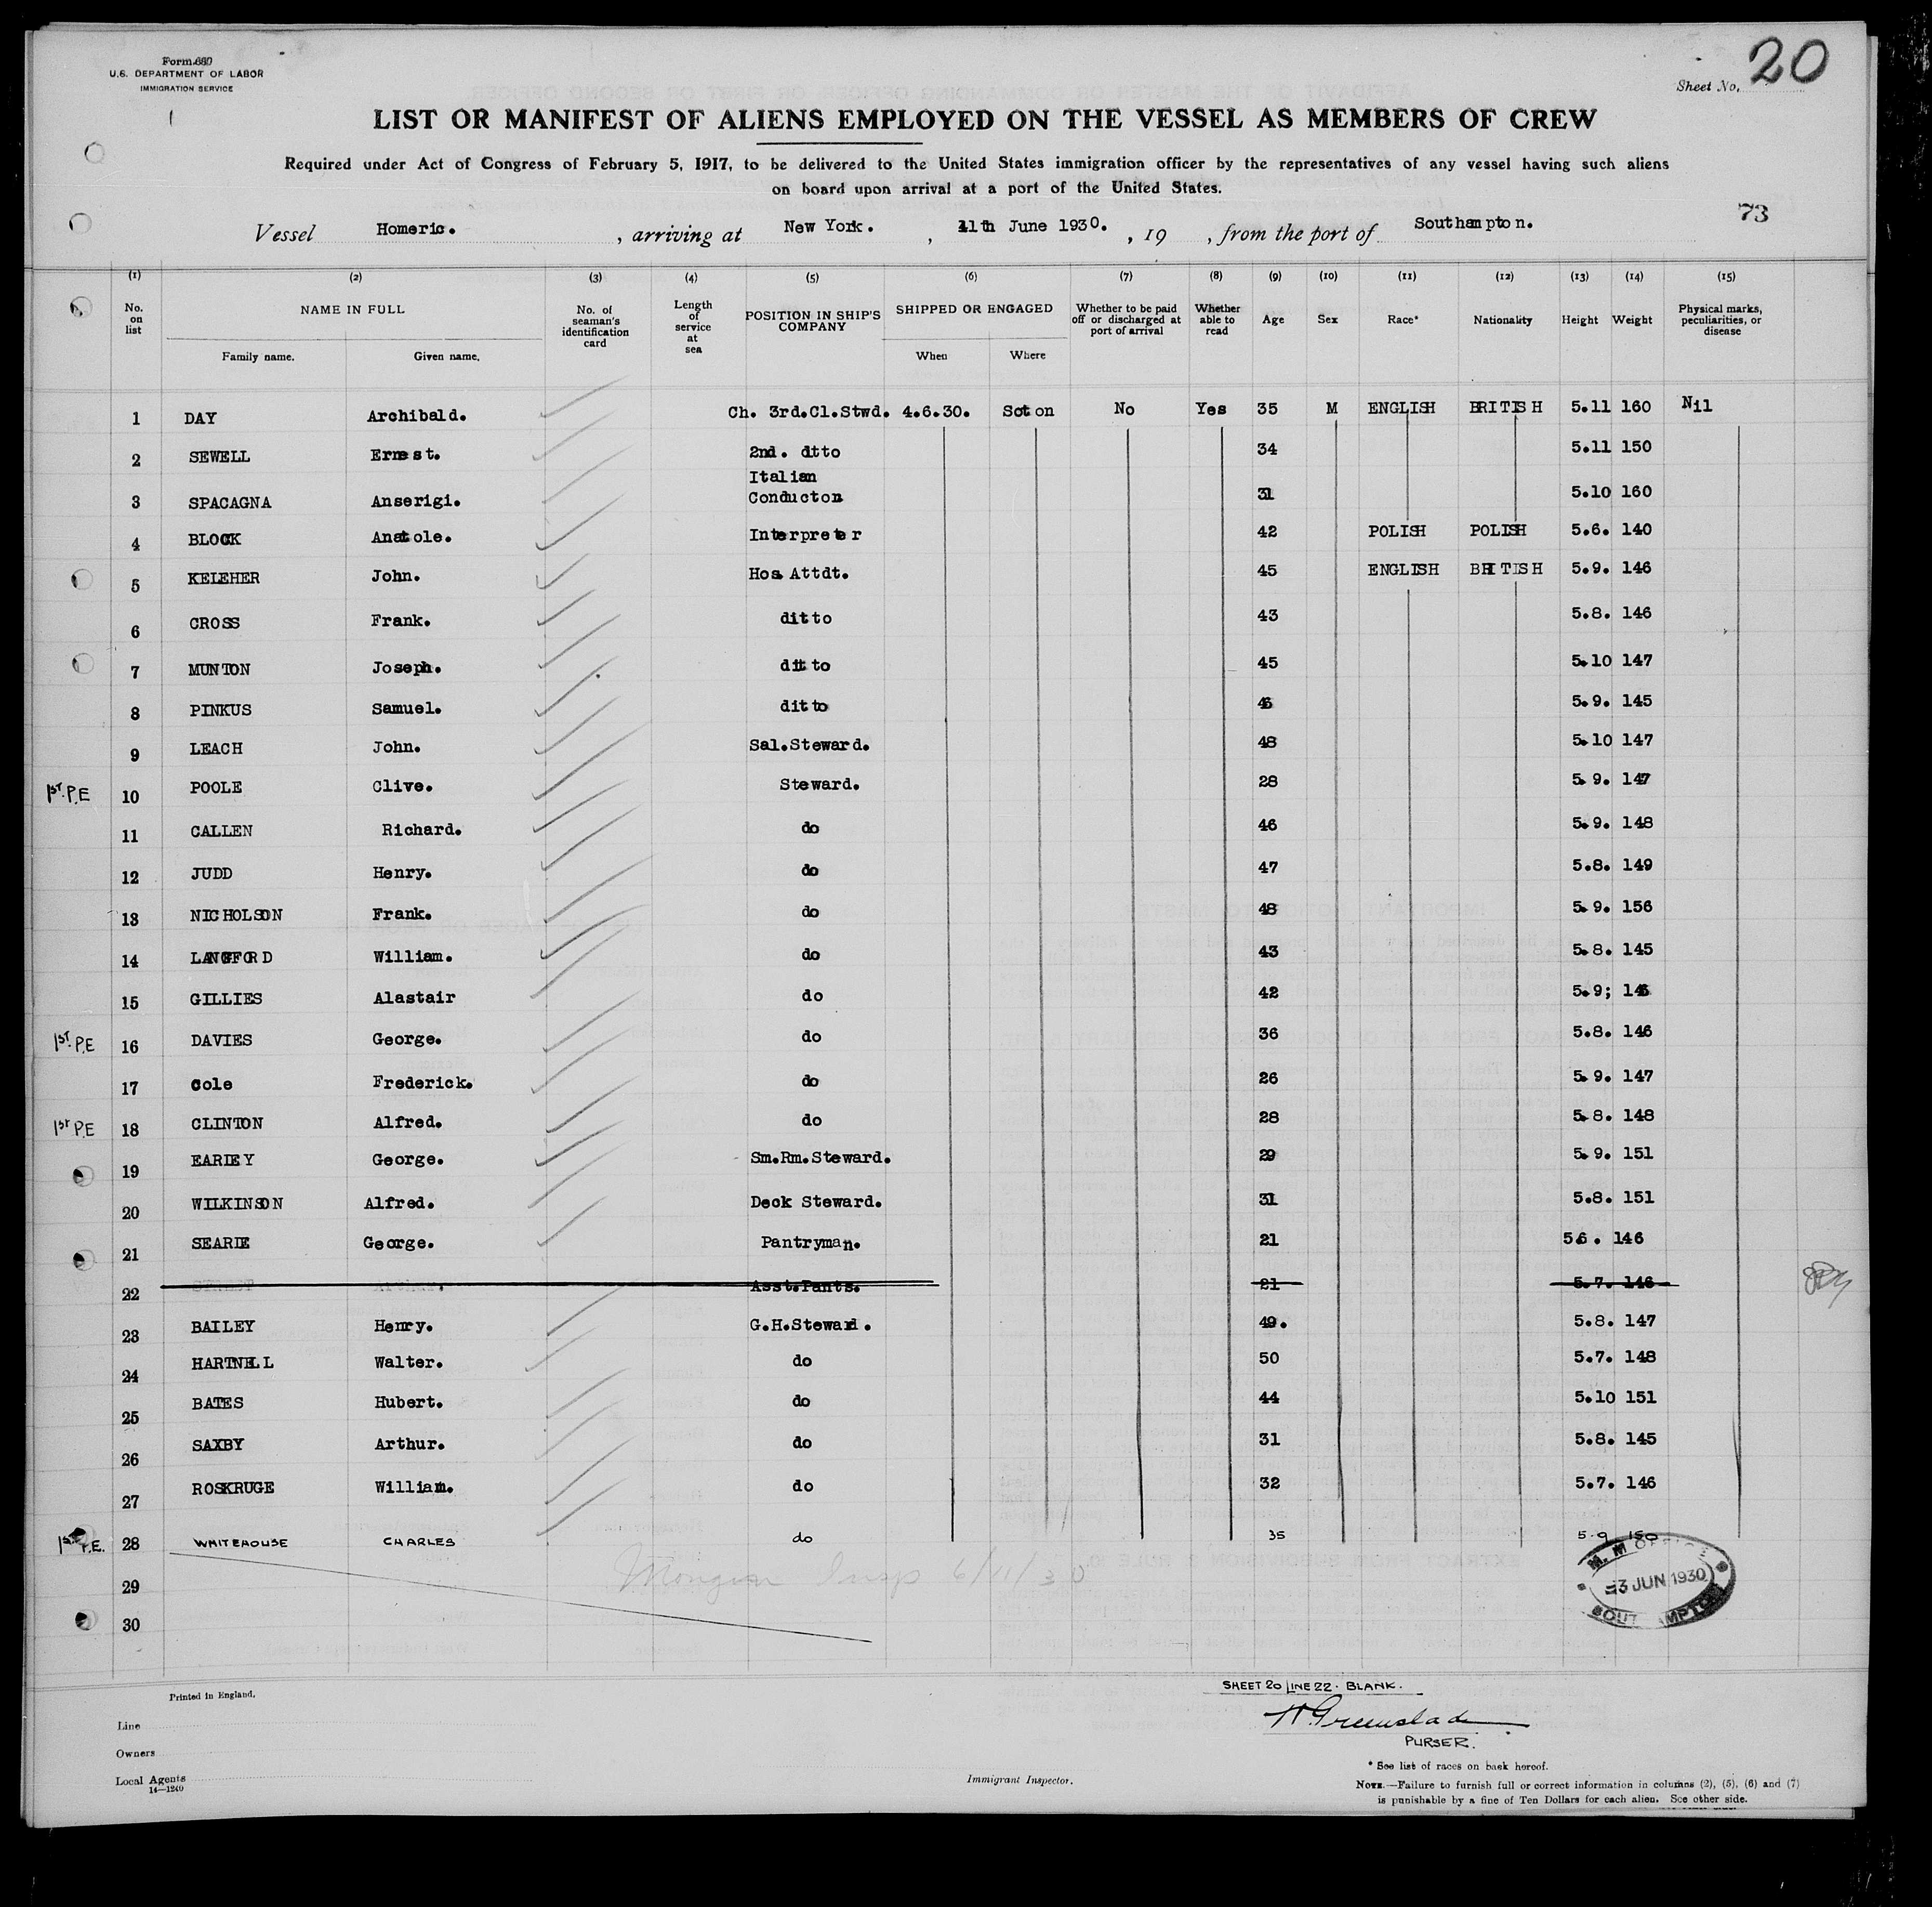 Form 680
U.S. DEPARTMENT OF LABOR
IMMIGRATION SERVICE
Sheet No. 20
LIST OR MANIFEST OF ALIENS EMPLOYED ON THE VESSEL AS MEMBERS OF CREW
Required under Act of Congress of February 5, 1917, to be delivered to the United States immigration officer by the representatives of any vessel having such aliens
on board upon arrival at a port of the United States.
73
Vessel Homeric. , arriving at New York. , 11th June 1930. , 19 , from the port of Southampton.
(1) (2) (3) (4) (5) (6) (7) (8) (9) (10) (11) (12) (13) (14) (15)
No. on list NAME IN FULL Family name. Given name. No. of seaman's identification card Length of service at sea POSITION IN SHIP'S COMPANY SHIPPED OR ENGAGED When Where Whether to be paid off or discharged at port of arrival Whether able to read Age Sex Race* Nationality Height Weight Physical marks, peculiarities, or disease
1 DAY Archibald. Ch. 3rd.Cl.Stwd. 4.6.30. Soton No Yes 35 M ENGLISH BRITISH 5.11 160 Nil
2 SEWELL Ernest. 2nd. ditto 34 5.11 150
3 SPACAGNA Anserigi. Italian Conductor 31 5.10 160
4 BLOCK Anatole. Interpreter 42 POLISH POLISH 5.6. 140
5 KELEHER John. Hos Attdt. 45 ENGLISH BRITISH 5.9. 146
6 CROSS Frank. ditto 43 5.8. 146
7 MUNTON Joseph. ditto 45 5.10 147
8 PINKUS Samuel. ditto 5.9. 145
9 LEACH John. Sal.Steward. 48 5.10 147
1st P.E 10 POOLE Clive. Steward. 28 5.9. 147
11 CALLEN Richard. do 46 5.9. 148
12 JUDD Henry. do 47 5.8. 149
13 NICHOLSON Frank. do 48 5.9. 156
14 LANGFORD William. do 43 5.8. 145
15 GILLIES Alastair do 42 5.9; 146
1st P.E 16 DAVIES George. do 36 5.8. 146
17 Cole Frederick. do 26 5.9. 147
1st P.E 18 CLINTON Alfred. do 28 5.8. 148
19 EARLEY George. Sm.Rm.Steward. 29 5.9. 151
20 WILKINSON Alfred. Deck Steward. 31 5.8. 151
21 SEARLE George. Pantryman. 21 56. 146
22 Asst.Pants. 21 5.7. 146
23 BAILEY Henry. G.H.Steward. 49. 5.8. 147
24 HARTNELL Walter. do 50 5.7. 148
25 BATES Hubert. do 44 5.10 151
26 SAXBY Arthur. do 31 5.8. 145
27 ROSKRUGE William. do 32 5.7. 146
1st P.E. 28 WHITEHOUSE CHARLES do 35 5.9 150
29 Insp 6/11/30
30
M.M OFFICE
3 JUN 1930
SOUTHAMPTON
Printed in England.
SHEET 20 LINE 22. BLANK.
Greenslade
PURSER.
Line
Owners
Local Agents
14—1240
Immigrant Inspector.
* See list of races on back hereof.
NOTE.—Failure to furnish full or correct information in columns (2), (5), (6) and (7)
is punishable by a fine of Ten Dollars for each alien. See other side.